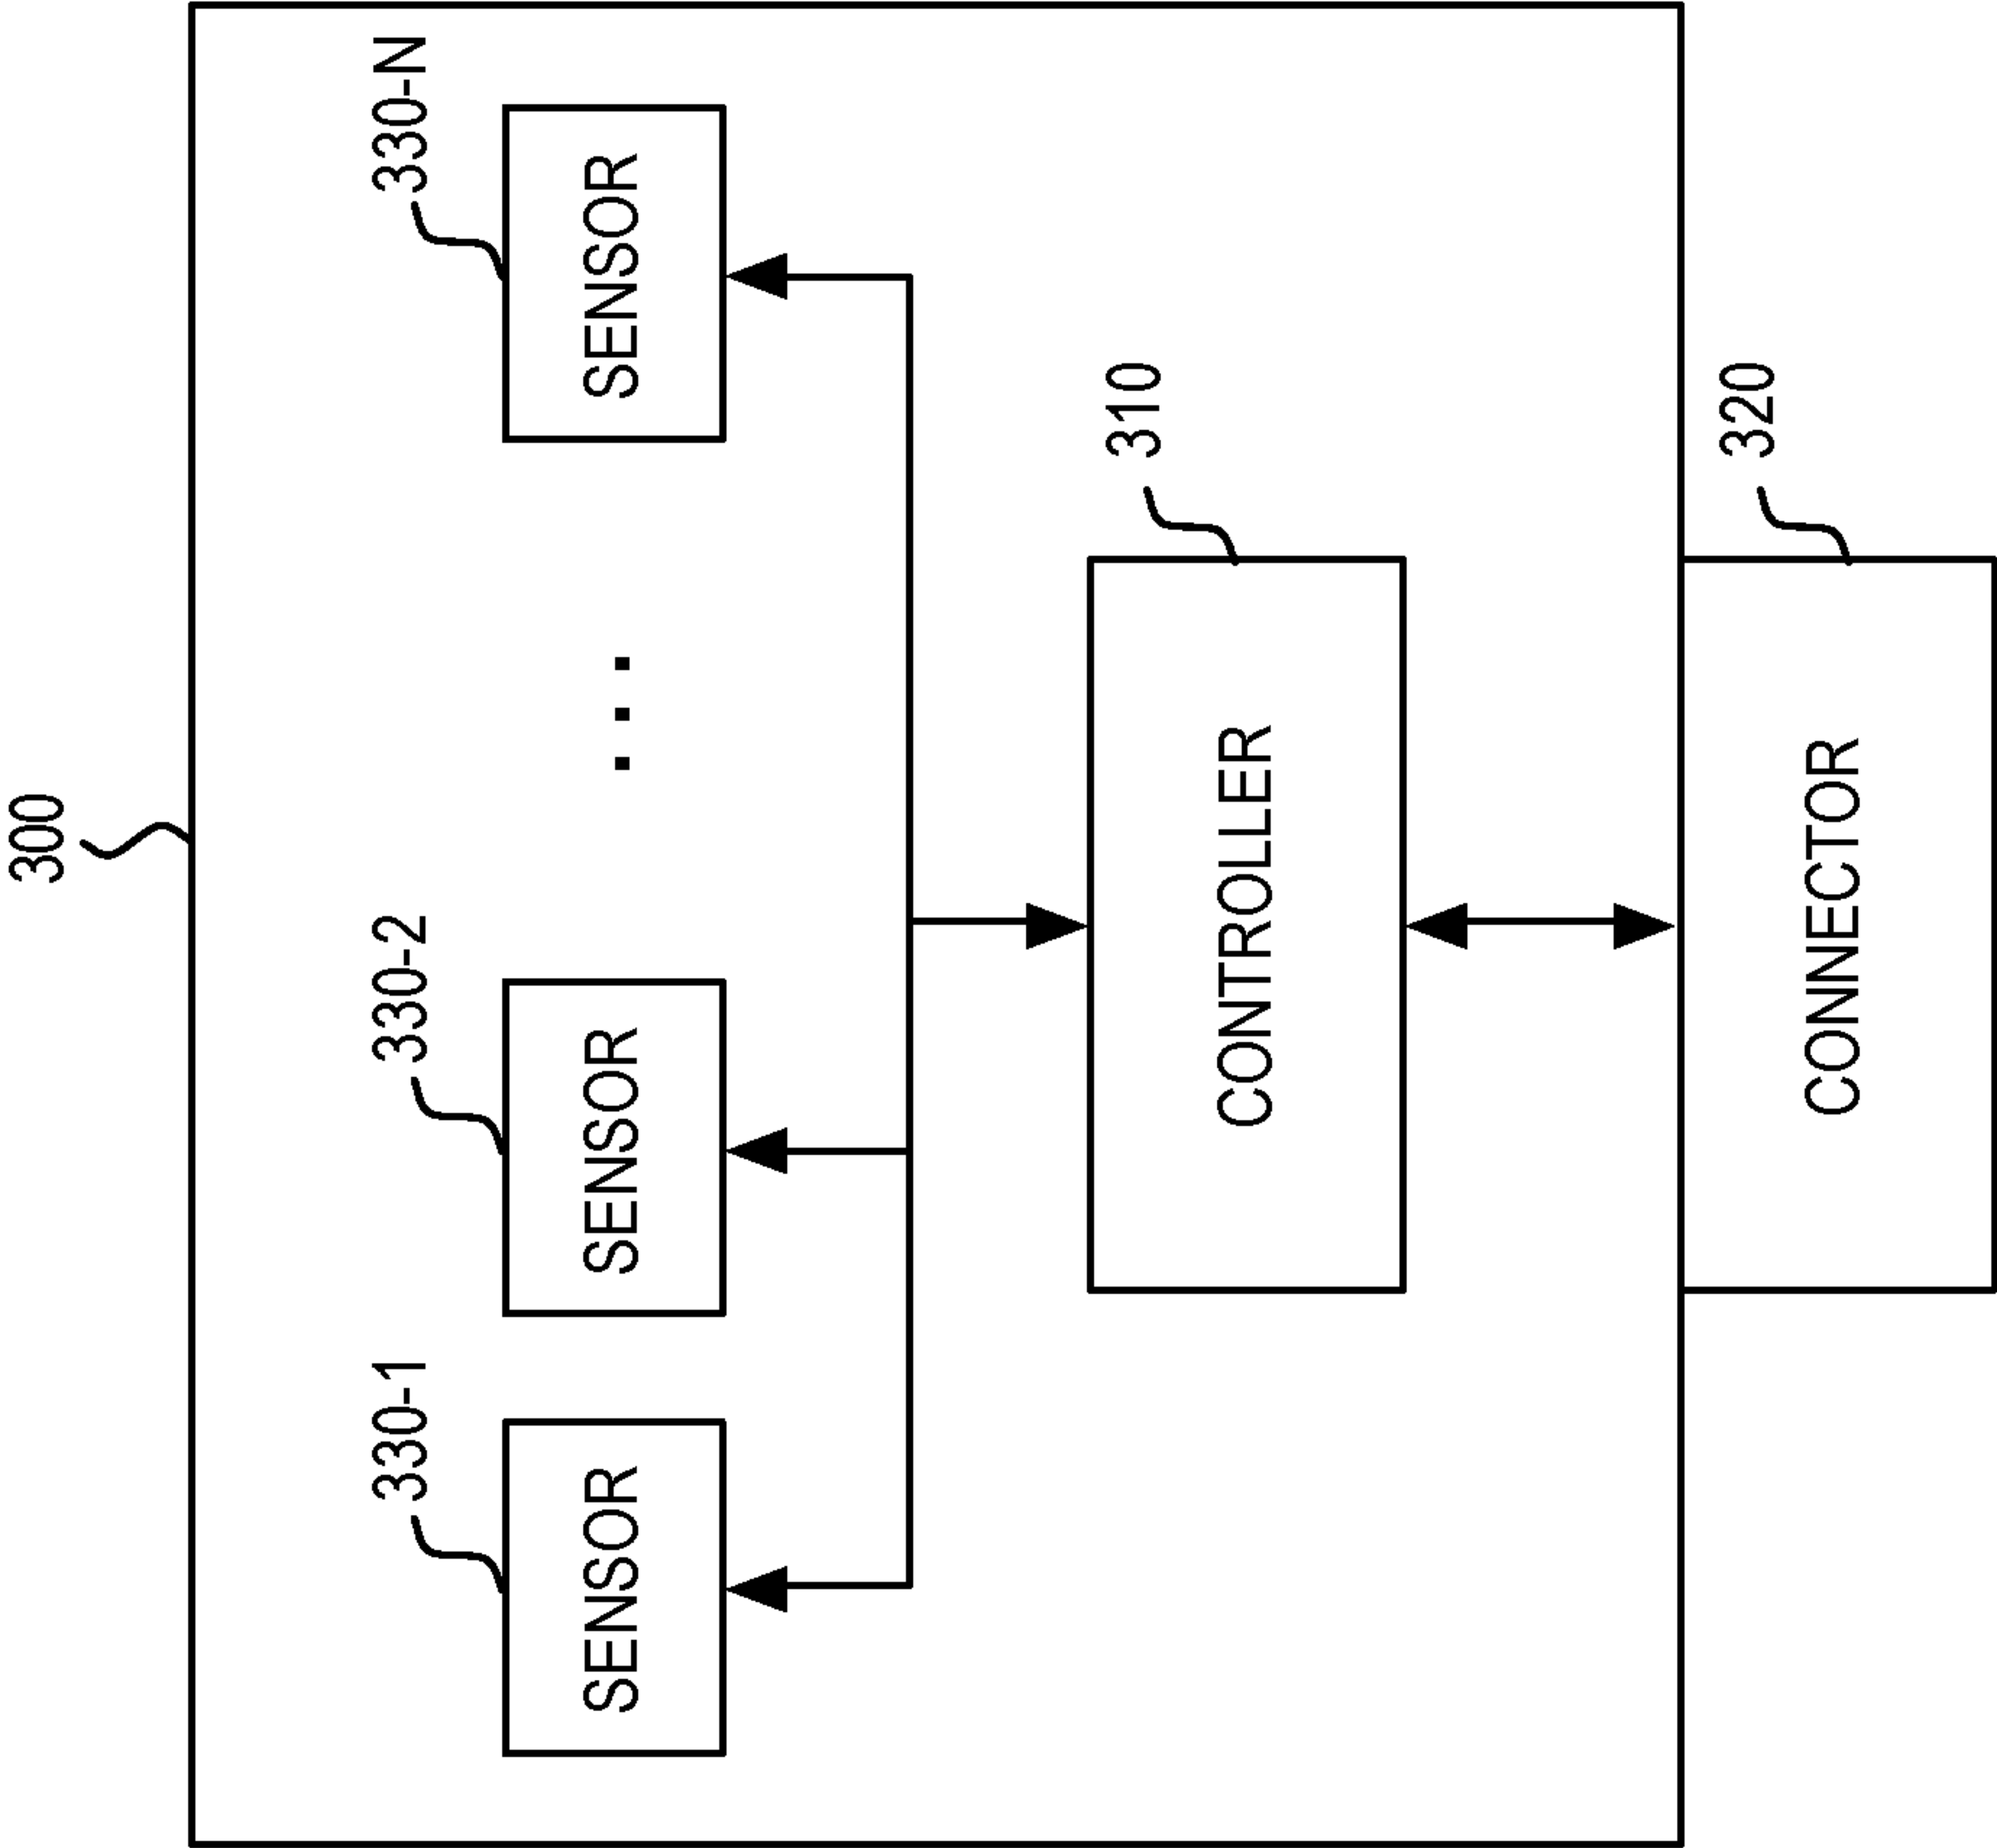 300
330-1
330-2
330-N
SENSOR
SENSOR
...
SENSOR
310
CONTROLLER
320
CONNECTOR